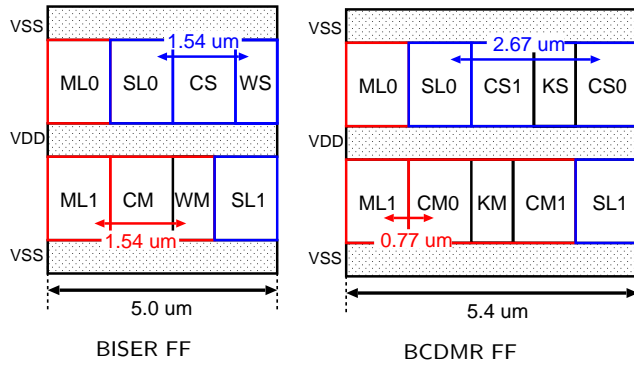 VSS
1.54 um
ML0 SL0 CS WS
VDD
ML1 CM WM SL1
1.54 um
VSS
5.0 um
BISER FF
VSS
2.67 um
ML0 SL0 CS1 KS CS0
VDD
ML1 CM0 KM CM1 SL1
0.77 um
VSS
5.4 um
BCDMR FF